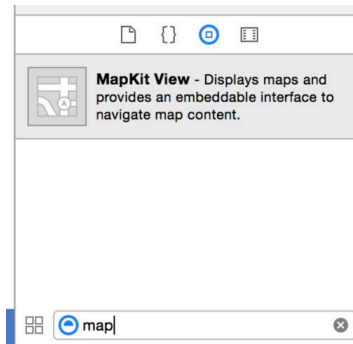 {}
MapKit View - Displays maps and
provides an embeddable interface to
navigate map content.
map